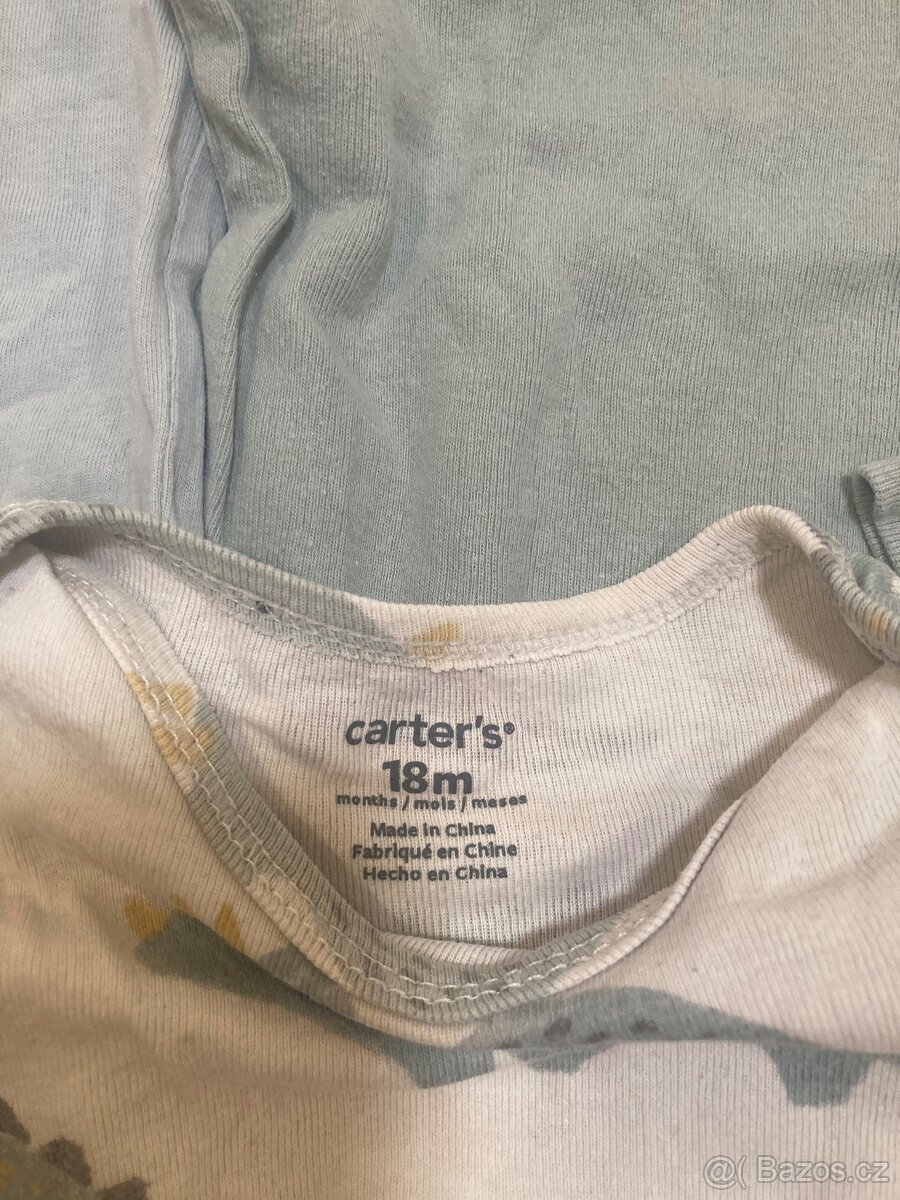 carter's®
18m
months / mois / meses
Made in China
Fabriqué en Chine
Hecho en China
@( Bazos.cz